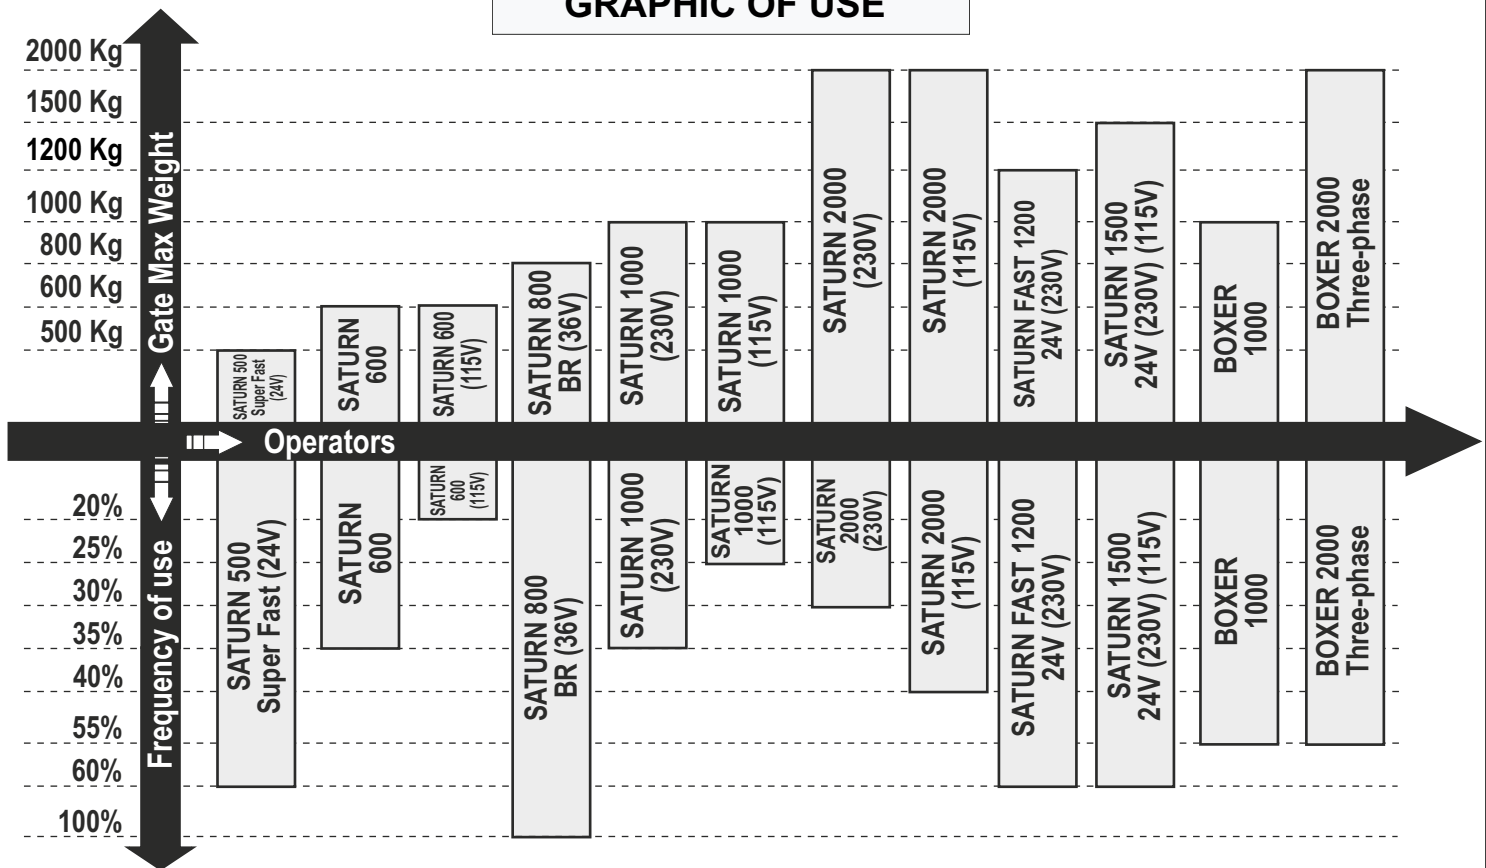 GRAPHIC OF USE
2000 Kg
1500 Kg
1200 Kg
1000 Kg
800 Kg
600 Kg
500 Kg
Gate Max Weight
SATURN 500
Super Fast
(24V)
SATURN
600
SATURN 600
(115V)
SATURN 800
BR (36V)
SATURN 1000
(230V)
SATURN 1000
(115V)
SATURN 2000
(230V)
SATURN 2000
(115V)
SATURN FAST 1200
24V (230V)
SATURN 1500
24V (230V) (115V)
BOXER
1000
BOXER 2000
Three-phase
Operators
20%
25%
30%
35%
40%
55%
60%
100%
Frequency of use
SATURN 500
Super Fast (24V)
SATURN
600
SATURN
600
(115V)
SATURN 800
BR (36V)
SATURN 1000
(230V)
SATURN
1000
(115V)
SATURN
2000
(230V)
SATURN 2000
(115V)
SATURN FAST 1200
24V (230V)
SATURN 1500
24V (230V) (115V)
BOXER
1000
BOXER 2000
Three-phase